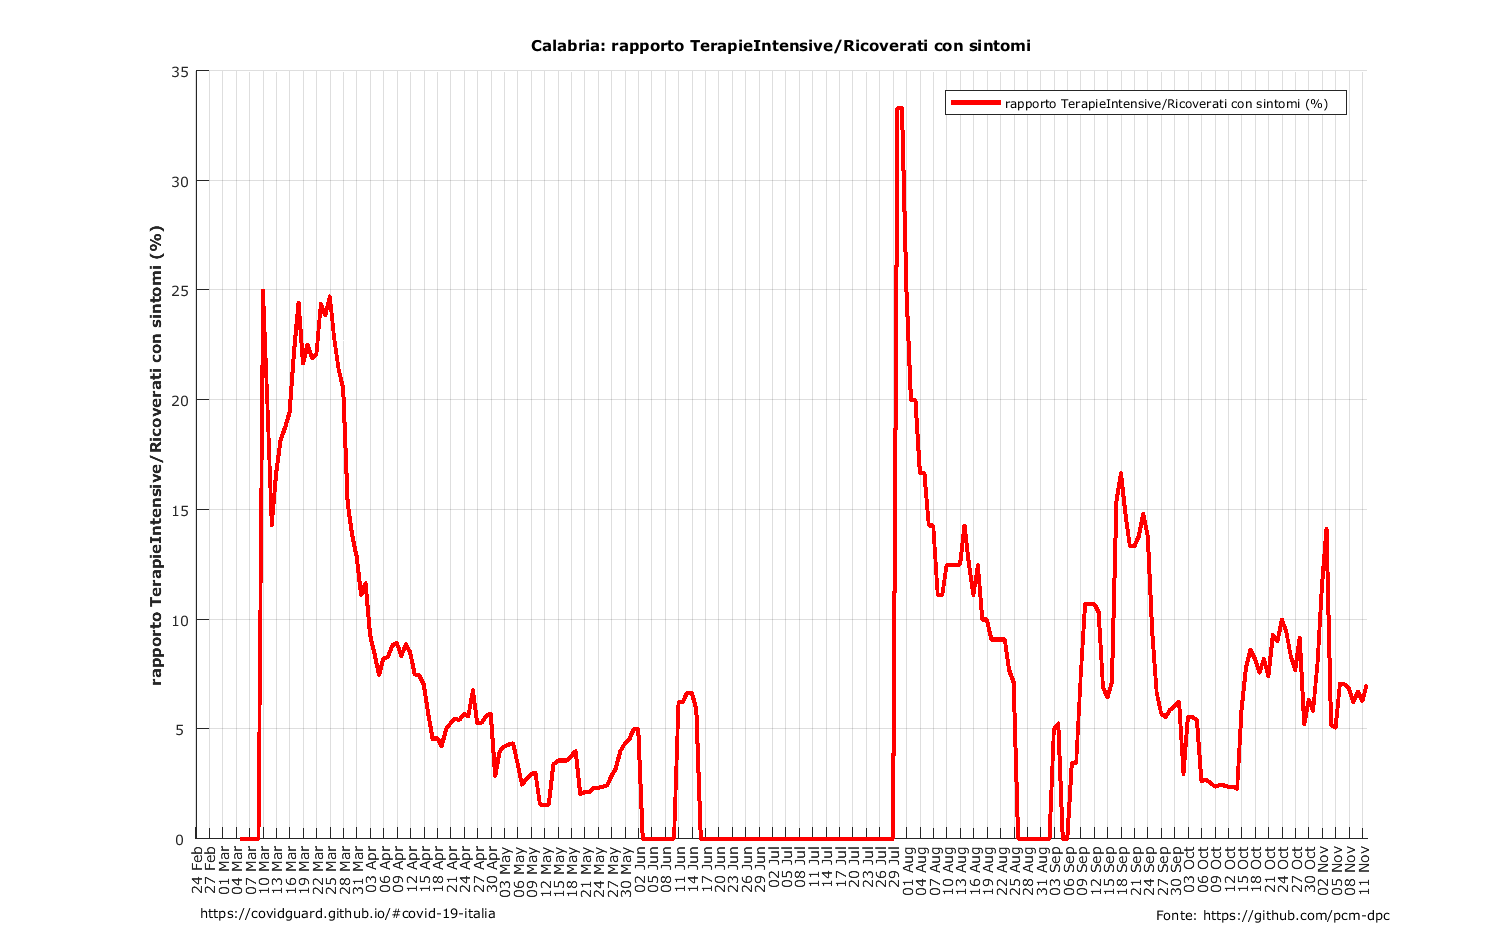 Calabria: rapporto TerapieIntensive/Ricoverati con sintomi
rapporto TerapieIntensive/Ricoverati con sintomi (%)
rapporto TerapieIntensive/Ricoverati con sintomi (%)
35
30
25
20
15
10
5
0
24 Feb
27 Feb
01 Mar
04 Mar
07 Mar
10 Mar
13 Mar
16 Mar
19 Mar
22 Mar
25 Mar
28 Mar
31 Mar
03 Apr
06 Apr
09 Apr
12 Apr
15 Apr
18 Apr
21 Apr
24 Apr
27 Apr
30 Apr
03 May
06 May
09 May
12 May
15 May
18 May
21 May
24 May
27 May
30 May
02 Jun
05 Jun
08 Jun
11 Jun
14 Jun
17 Jun
20 Jun
23 Jun
26 Jun
29 Jun
02 Jul
05 Jul
08 Jul
11 Jul
14 Jul
17 Jul
20 Jul
23 Jul
26 Jul
29 Jul
01 Aug
04 Aug
07 Aug
10 Aug
13 Aug
16 Aug
19 Aug
22 Aug
25 Aug
28 Aug
31 Aug
03 Sep
06 Sep
09 Sep
12 Sep
15 Sep
18 Sep
21 Sep
24 Sep
27 Sep
30 Sep
03 Oct
06 Oct
09 Oct
12 Oct
15 Oct
18 Oct
21 Oct
24 Oct
27 Oct
30 Oct
02 Nov
05 Nov
08 Nov
11 Nov
https://covidguard.github.io/#covid-19-italia
Fonte: https://github.com/pcm-dpc